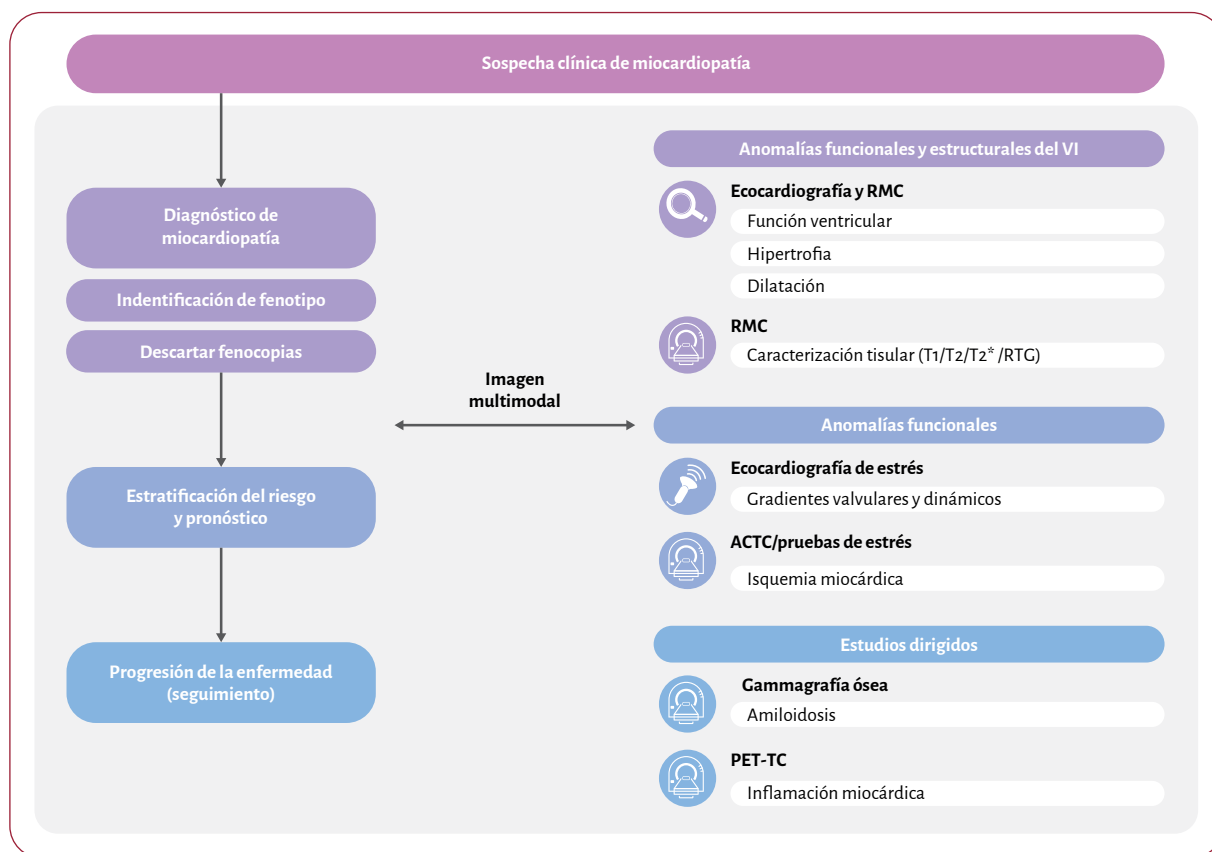 Sospecha clínica de miocardiopatía
Diagnóstico de
miocardiopatía
Indentificación de fenotipo
Descartar fenocopias
Estratificación del riesgo
y pronóstico
Progresión de la enfermedad
(seguimiento)
Imagen
multimodal
Anomalías funcionales y estructurales del VI
Ecocardiografía y RMC
Función ventricular
Hipertrofia
Dilatación
RMC
Caracterización tisular (T1/T2/T2* /RTG)
Anomalías funcionales
Ecocardiografía de estrés
Gradientes valvulares y dinámicos
ACTC/pruebas de estrés
Isquemia miocárdica
Estudios dirigidos
Gammagrafía ósea
Amiloidosis
PET-TC
Inflamación miocárdica